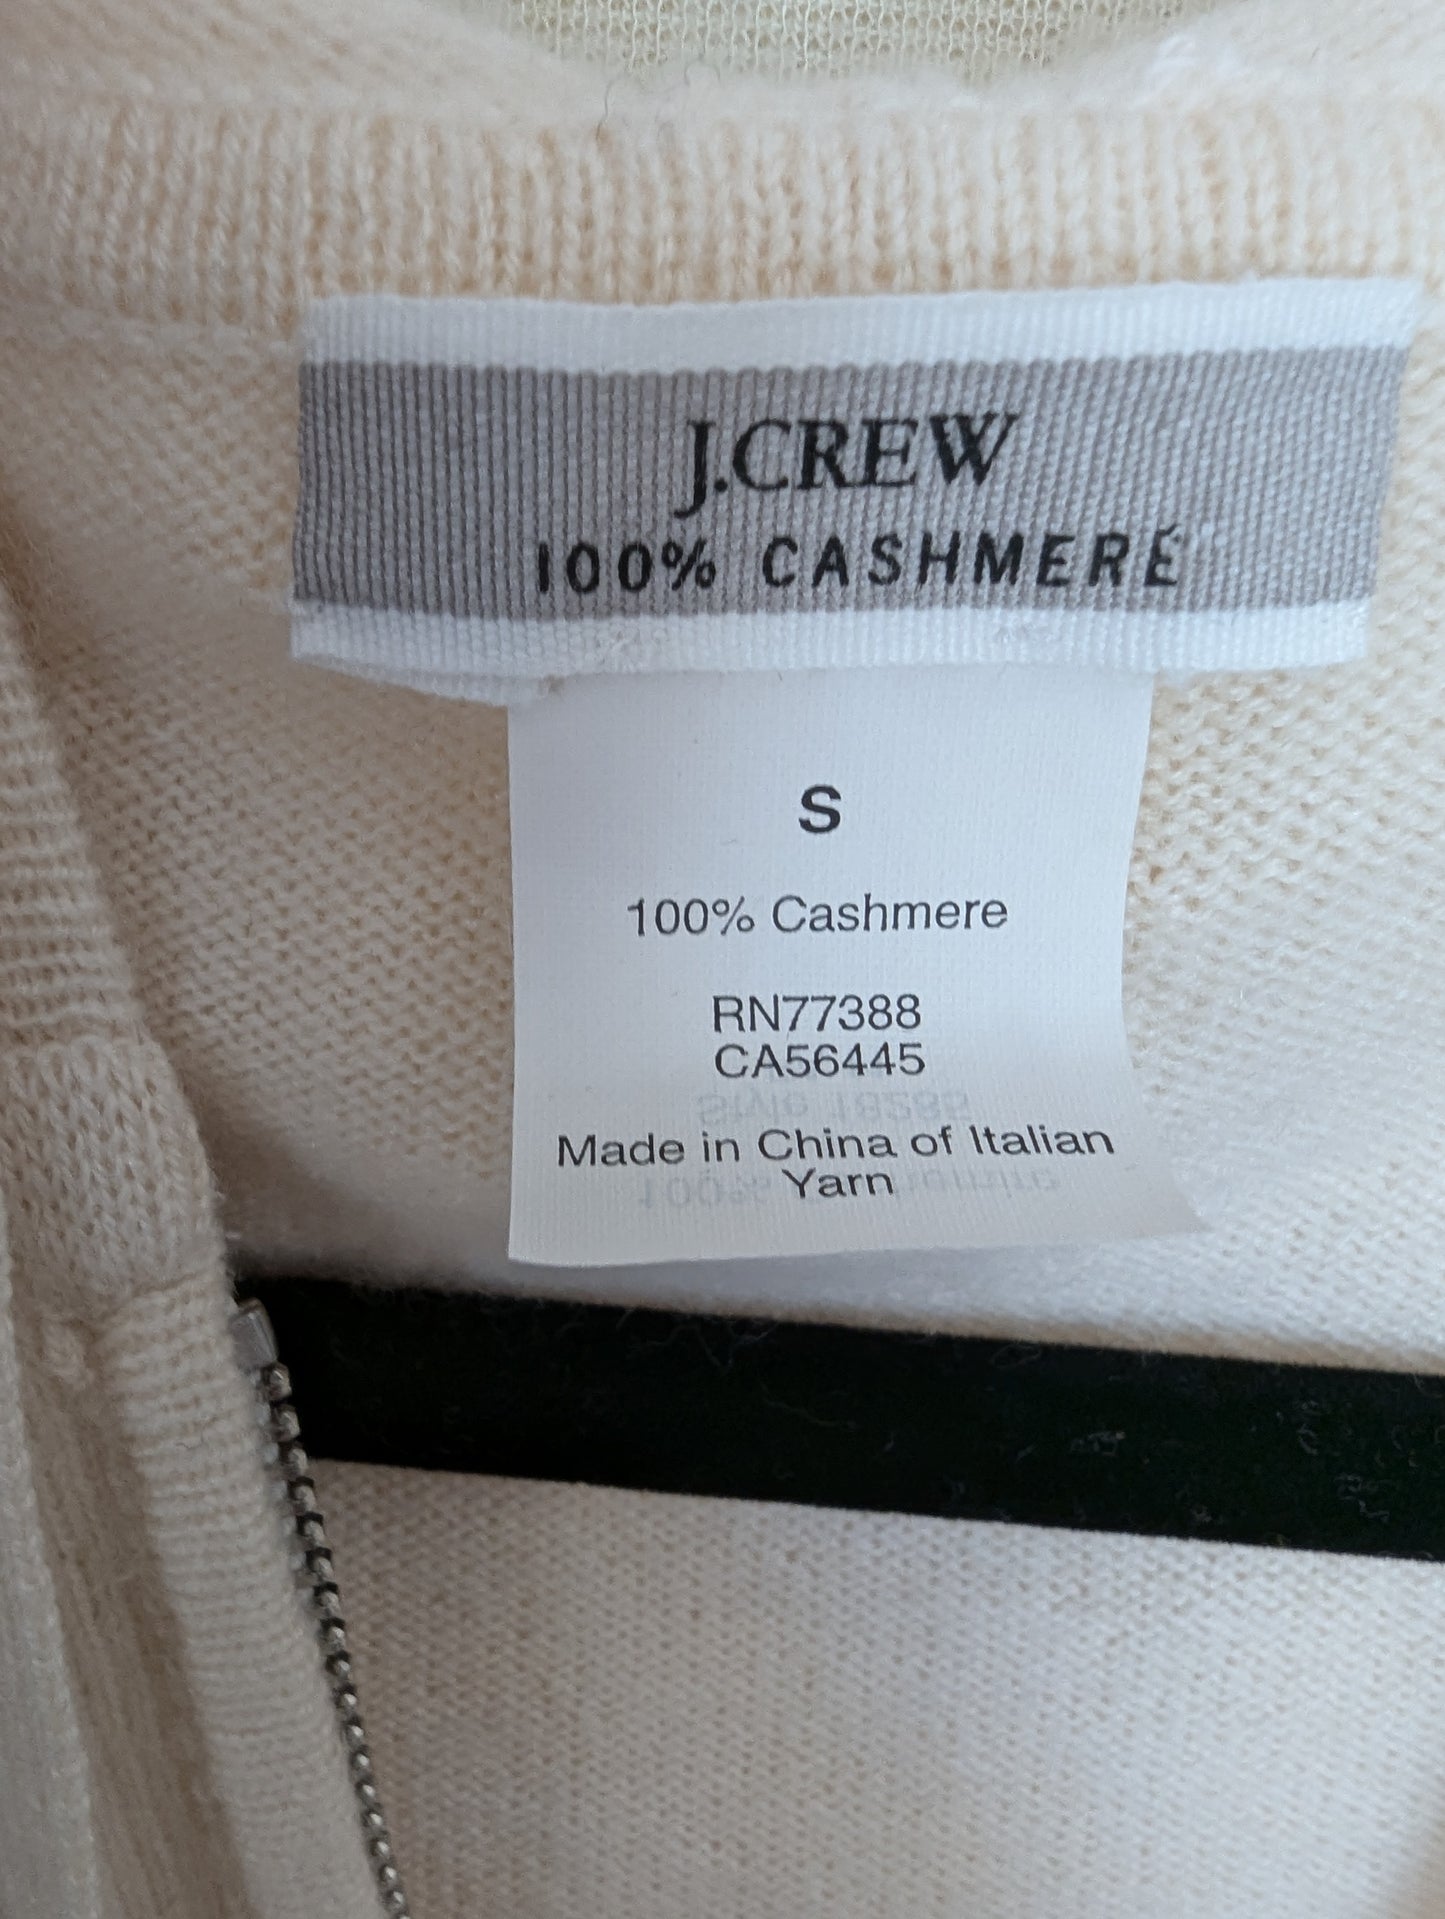 J.CREW
100% CASHMERE
S
100% Cashmere
RN77388
CA56445
Made in China of Italian
Yarn